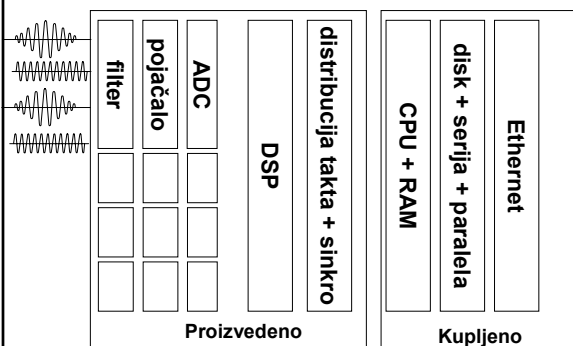 filter
pojačalo
ADC
DSP
distribucija takta + sinkro
CPU + RAM
disk + serija + paralela
Ethernet
Proizvedeno
Kupljeno